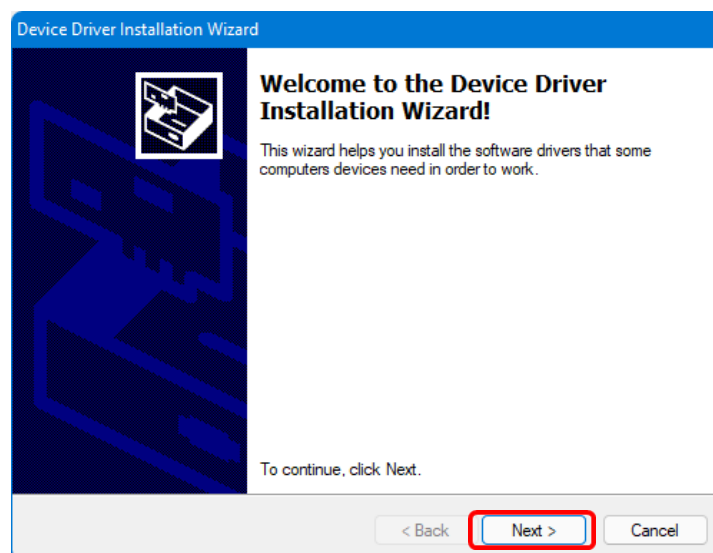 Device Driver Installation Wizard
Welcome to the Device Driver
Installation Wizard!
This wizard helps you install the software drivers that some
computers devices need in order to work.
To continue, click Next.
< Back
Next >
Cancel